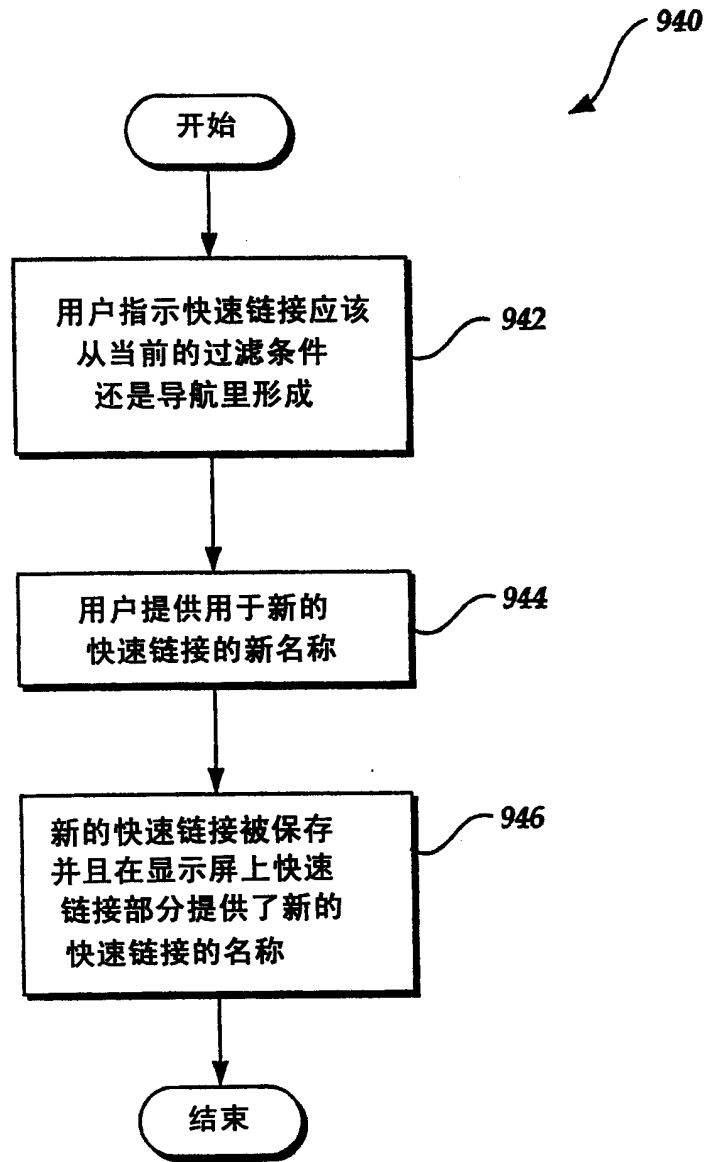 940
开始
用户指示快速链接应该
从当前的过滤条件
还是导航里形成
942
用户提供用于新的
快速链接的新名称
944
新的快速链接被保存
并且在显示屏上快速
链接部分提供了新的
快速链接的名称
946
结束